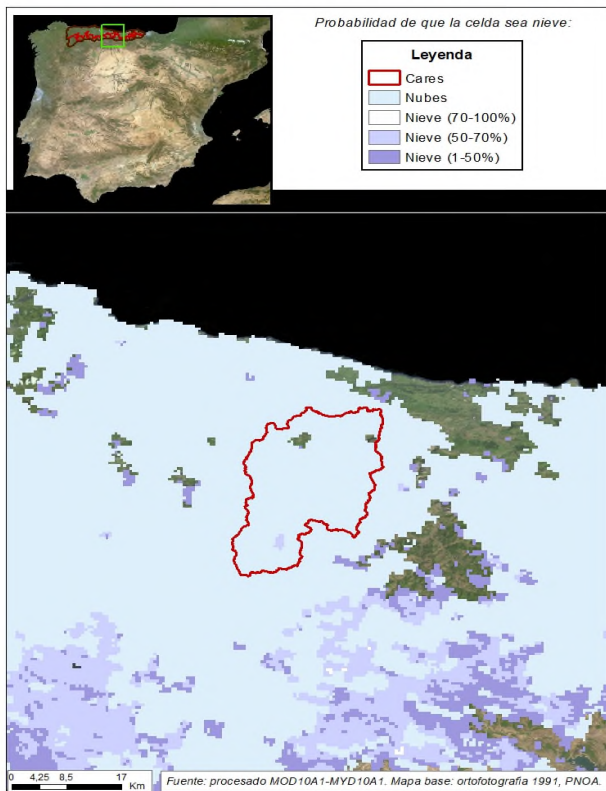 Probabilidad de que la celda sea nieve:
Leyenda
Cares
Nubes
Nieve (70-100%)
Nieve (50-70%)
Nieve (1-50%)
0 4,25 8,5 17
Km
Fuente: procesado MOD10A1-MYD10A1. Mapa base: ortofotografia 1991, PNOA.